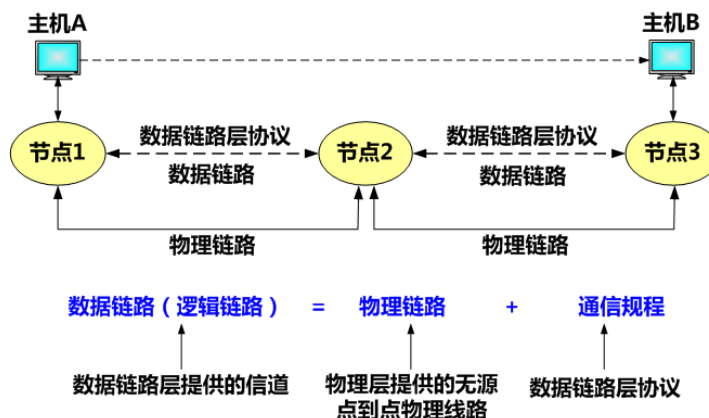 主机A
主机B
节点1
数据链路层协议
数据链路
节点2
数据链路层协议
数据链路
节点3
物理链路
物理链路
数据链路（逻辑链路） = 物理链路 + 通信规程
数据链路层提供的信道
物理层提供的无源
点到点物理线路
数据链路层协议